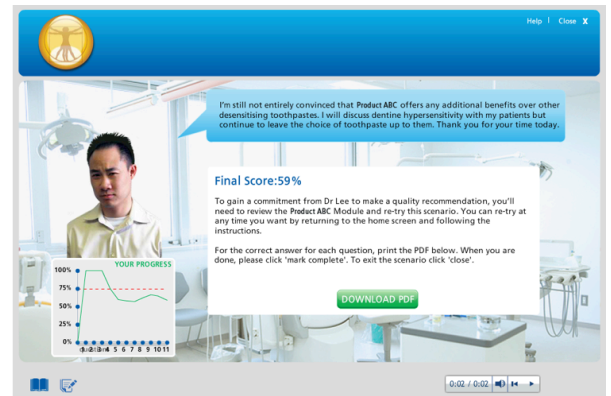 Help | Close X
I'm still not entirely convinced that Product ABC offers any additional benefits over other
desensitising toothpastes. I will discuss dentine hypersensitivity with my patients but
continue to leave the choice of toothpaste up to them. Thank you for your time today.
Final Score:59%
To gain a commitment from Dr Lee to make a quality recommendation, you'll
need to review the Product ABC Module and re-try this scenario. You can re-try at
any time you want by returning to the home screen and following the
instructions.
For the correct answer for each question, print the PDF below. When you are
done, please click 'mark complete'. To exit the scenario click 'close'.
DOWNLOAD PDF
YOUR PROGRESS
100%
75%
50%
25%
0%
1 2 3 4 5 6 7 8 9 10 11
0:02 / 0:02